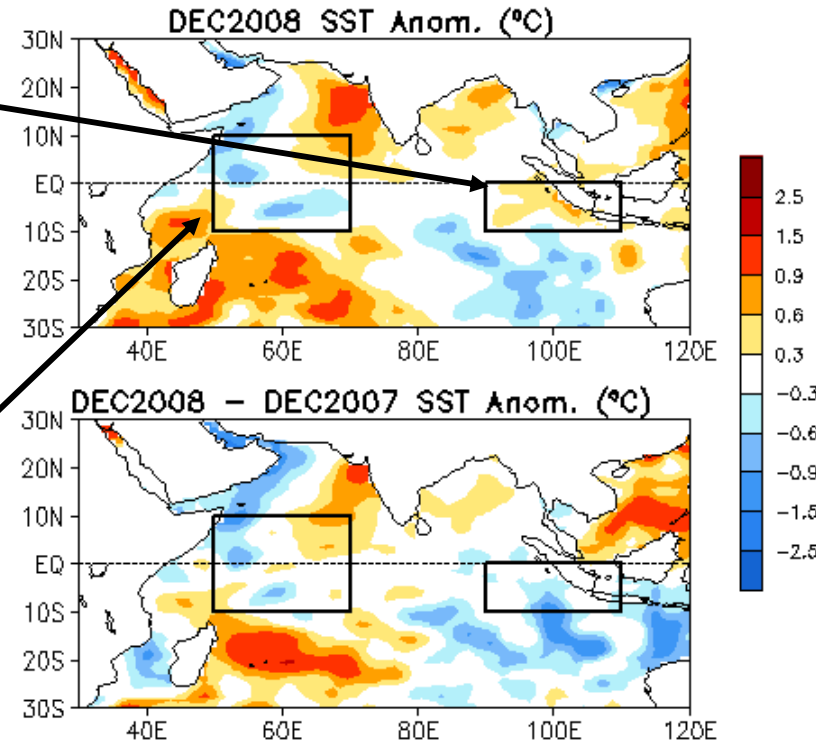 DEC2008 SST Anom. (ºC)
30N
20N
10N
EQ
10S
20S
30S
40E 60E 80E 100E 120E
DEC2008 – DEC2007 SST Anom. (ºC)
30N
20N
10N
EQ
10S
20S
30S
40E 60E 80E 100E 120E
2.5
1.5
0.9
0.6
0.3
-0.3
-0.6
-0.9
-1.5
-2.5